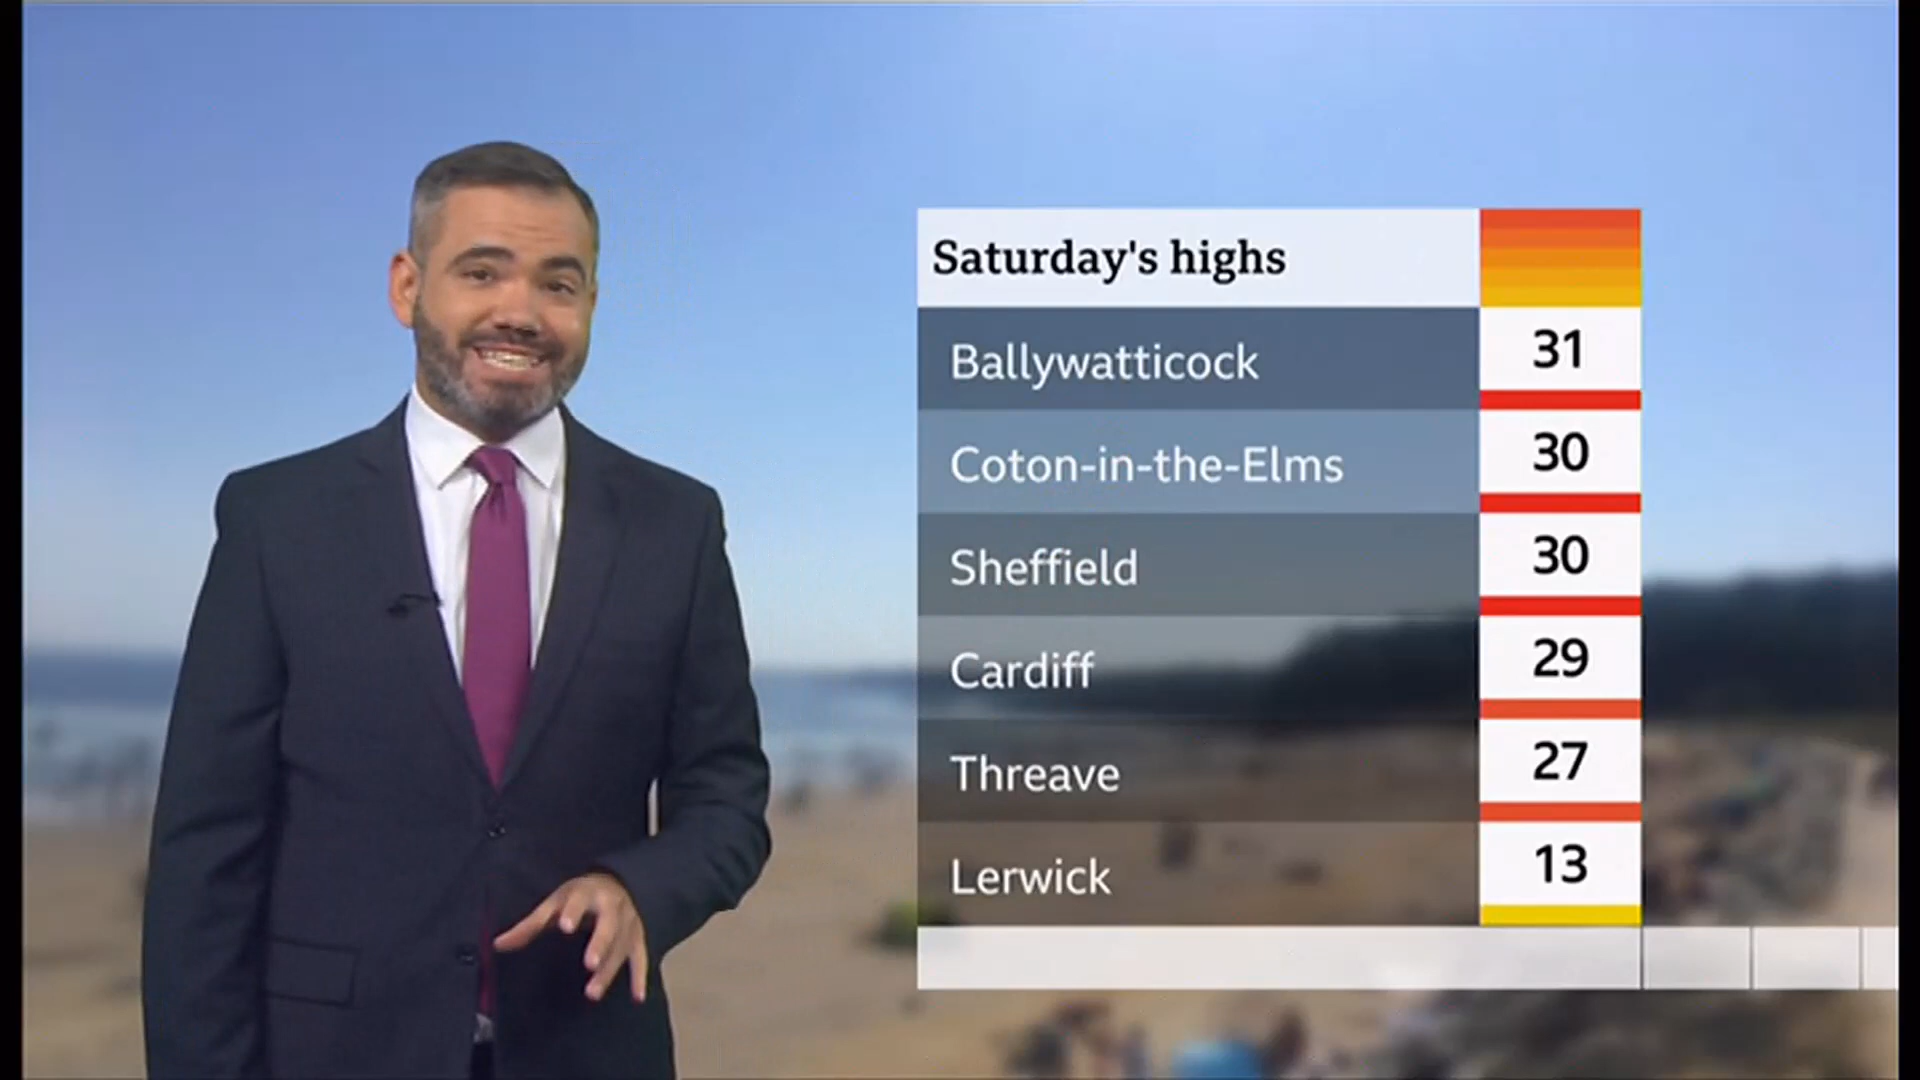 Saturday's highs
Ballywatticock 31
Coton-in-the-Elms 30
Sheffield 30
Cardiff 29
Threave 27
Lerwick 13